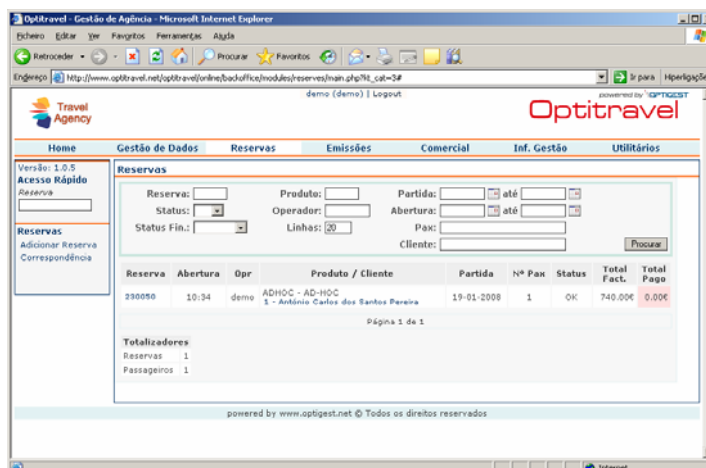 Optitravel - Gestão de Agência - Microsoft Internet Explorer
Ficheiro Editar Ver Favoritos Ferramentas Ajuda
Retroceder Procurar Favoritos
Endereço http://www.optitravel.net/optitravel/online/backoffice/modules/reserves/main.php?lt_cat=3# Ir para Hiperligações
Travel Agency
demo (demo) | Logout
powered by OPTIGEST
Optitravel
Home Gestão de Dados Reservas Emissões Comercial Inf. Gestão Utilitários
Versão: 1.0.5
Acesso Rápido
Reserva
Reservas
Adicionar Reserva
Correspondência
Reservas
Reserva: Produto: Partida: até
Status: Operador: Abertura: até
Status Fin.: Linhas: 20 Pax:
Cliente: Procurar
Reserva Abertura Opr Produto / Cliente Partida Nº Pax Status Total Fact. Total Pago
230050 10:34 demo ADHOC - AD-HOC 19-01-2008 1 OK 740.00€ 0.00€
1 - António Carlos dos Santos Pereira
Página 1 de 1
Totalizadores
Reservas 1
Passageiros 1
powered by www.optigest.net © Todos os direitos reservados
Internet